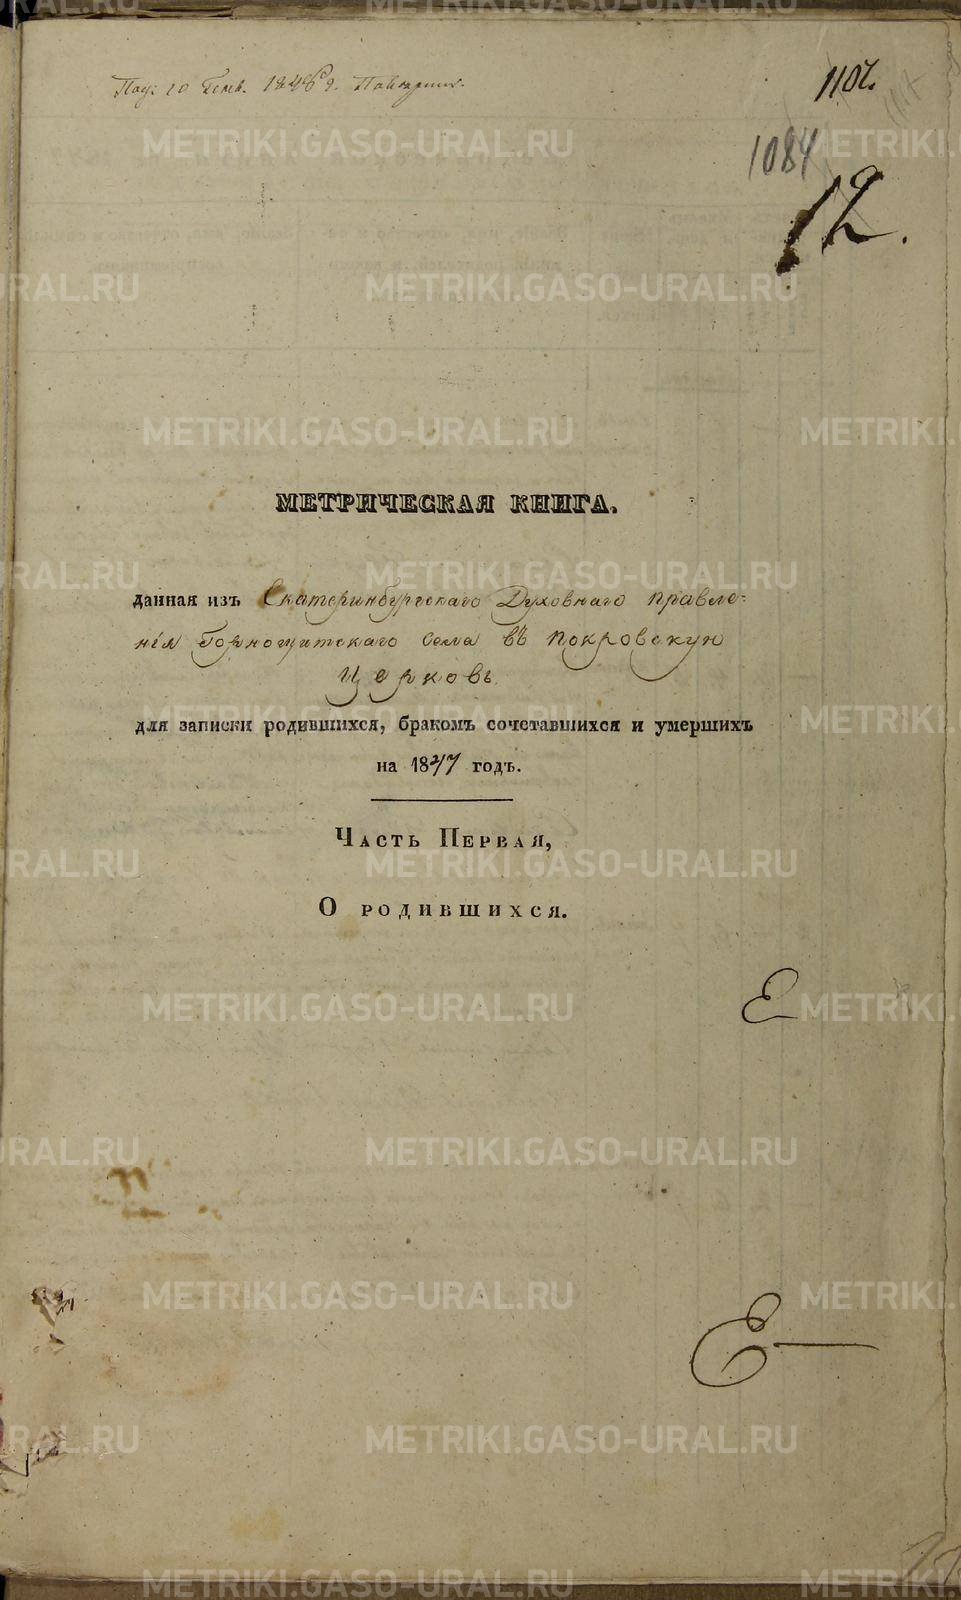 1107.
1084
12.
МЕТРИЧЕСКАЯ КНИГА.
данная изъ Екатеринбургскаго Духовнаго правле-
нія Горнощитскаго села въ Покровскую
Церковь
для записки родившихся, бракомъ сочетавшихся и умершихъ
на 1847 годъ.
Часть Первая,
О родившихся.
Е
Е
METRIKI.GASO-URAL.RU